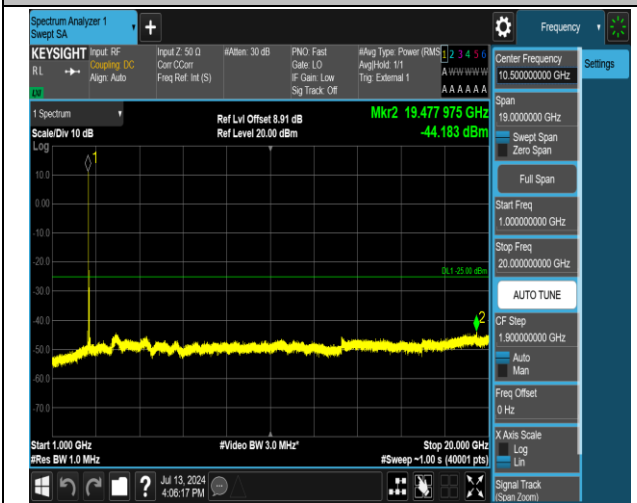 Spectrum Analyzer 1
Swept SA
+
Frequency
KEYSIGHT
RL
LXI
Input: RF
Coupling: DC
Align: Auto
Input Z: 50 Ω
Corr CCorr
Freq Ref: Int (S)
#Atten: 30 dB
PNO: Fast
Gate: LO
IF Gain: Low
Sig Track: Off
#Avg Type: Power (RMS
Avg|Hold: 1/1
Trig: External 1
1 2 3 4 5 6
A W W W W W
A A A A A A
1 Spectrum
Scale/Div 10 dB
Log
Ref Lvl Offset 8.91 dB
Ref Level 20.00 dBm
Mkr2 19.477 975 GHz
-44.183 dBm
1
10.0
0.00
-10.0
-20.0
DL1 -25.00 dBm
-30.0
-40.0
2
-50.0
-60.0
-70.0
Start 1.000 GHz
#Res BW 1.0 MHz
#Video BW 3.0 MHz*
Stop 20.000 GHz
#Sweep ~1.00 s (40001 pts)
Center Frequency
10.500000000 GHz
Settings
Span
19.0000000 GHz
Swept Span
Zero Span
Full Span
Start Freq
1.000000000 GHz
Stop Freq
20.000000000 GHz
AUTO TUNE
CF Step
1.900000000 GHz
Auto
Man
Freq Offset
0 Hz
X Axis Scale
Log
Lin
Signal Track
(Span Zoom)
?
Jul 13, 2024
4:06:17 PM